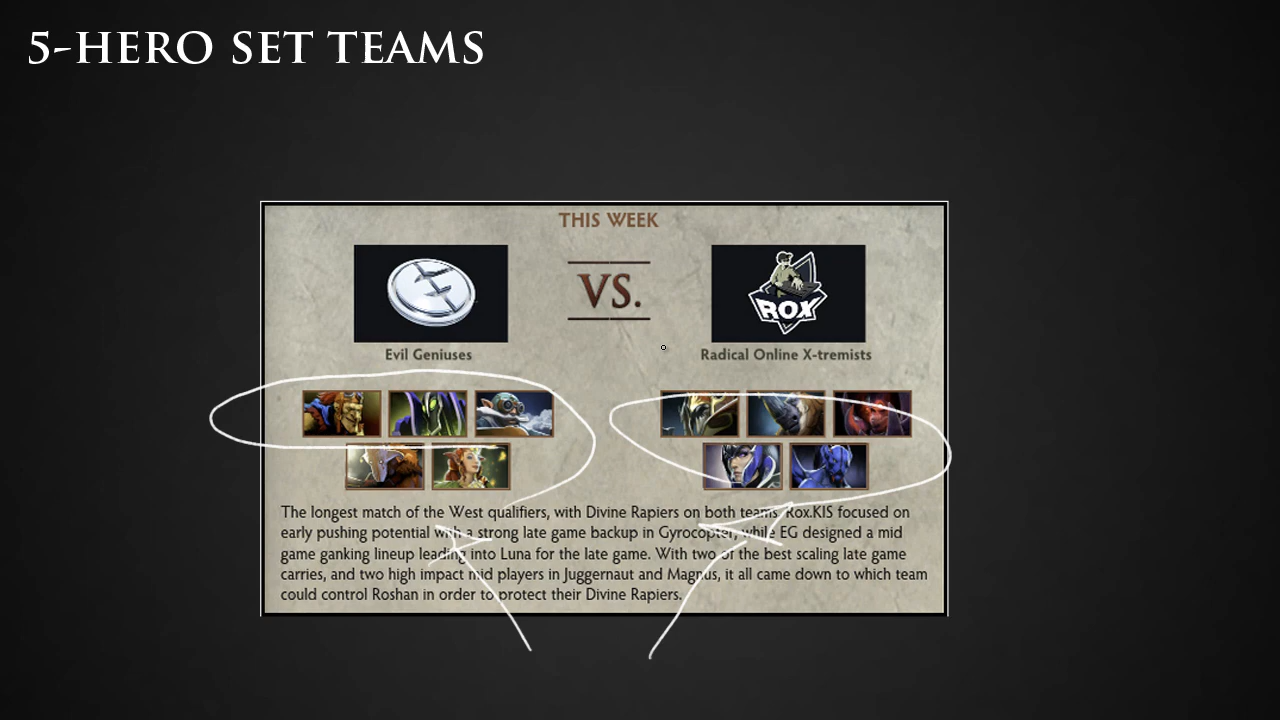 5-HERO SET TEAMS
THIS WEEK
VS.
ROX
Evil Geniuses
Radical Online X-tremists
The longest match of the West qualifiers, with Divine Rapiers on both teams. Rox.KIS focused on
early pushing potential with a strong late game backup in Gyrocopter, while EG designed a mid
game ganking lineup leading into Luna for the late game. With two of the best scaling late game
carries, and two high impact mid players in Juggernaut and Magnus, it all came down to which team
could control Roshan in order to protect their Divine Rapiers.